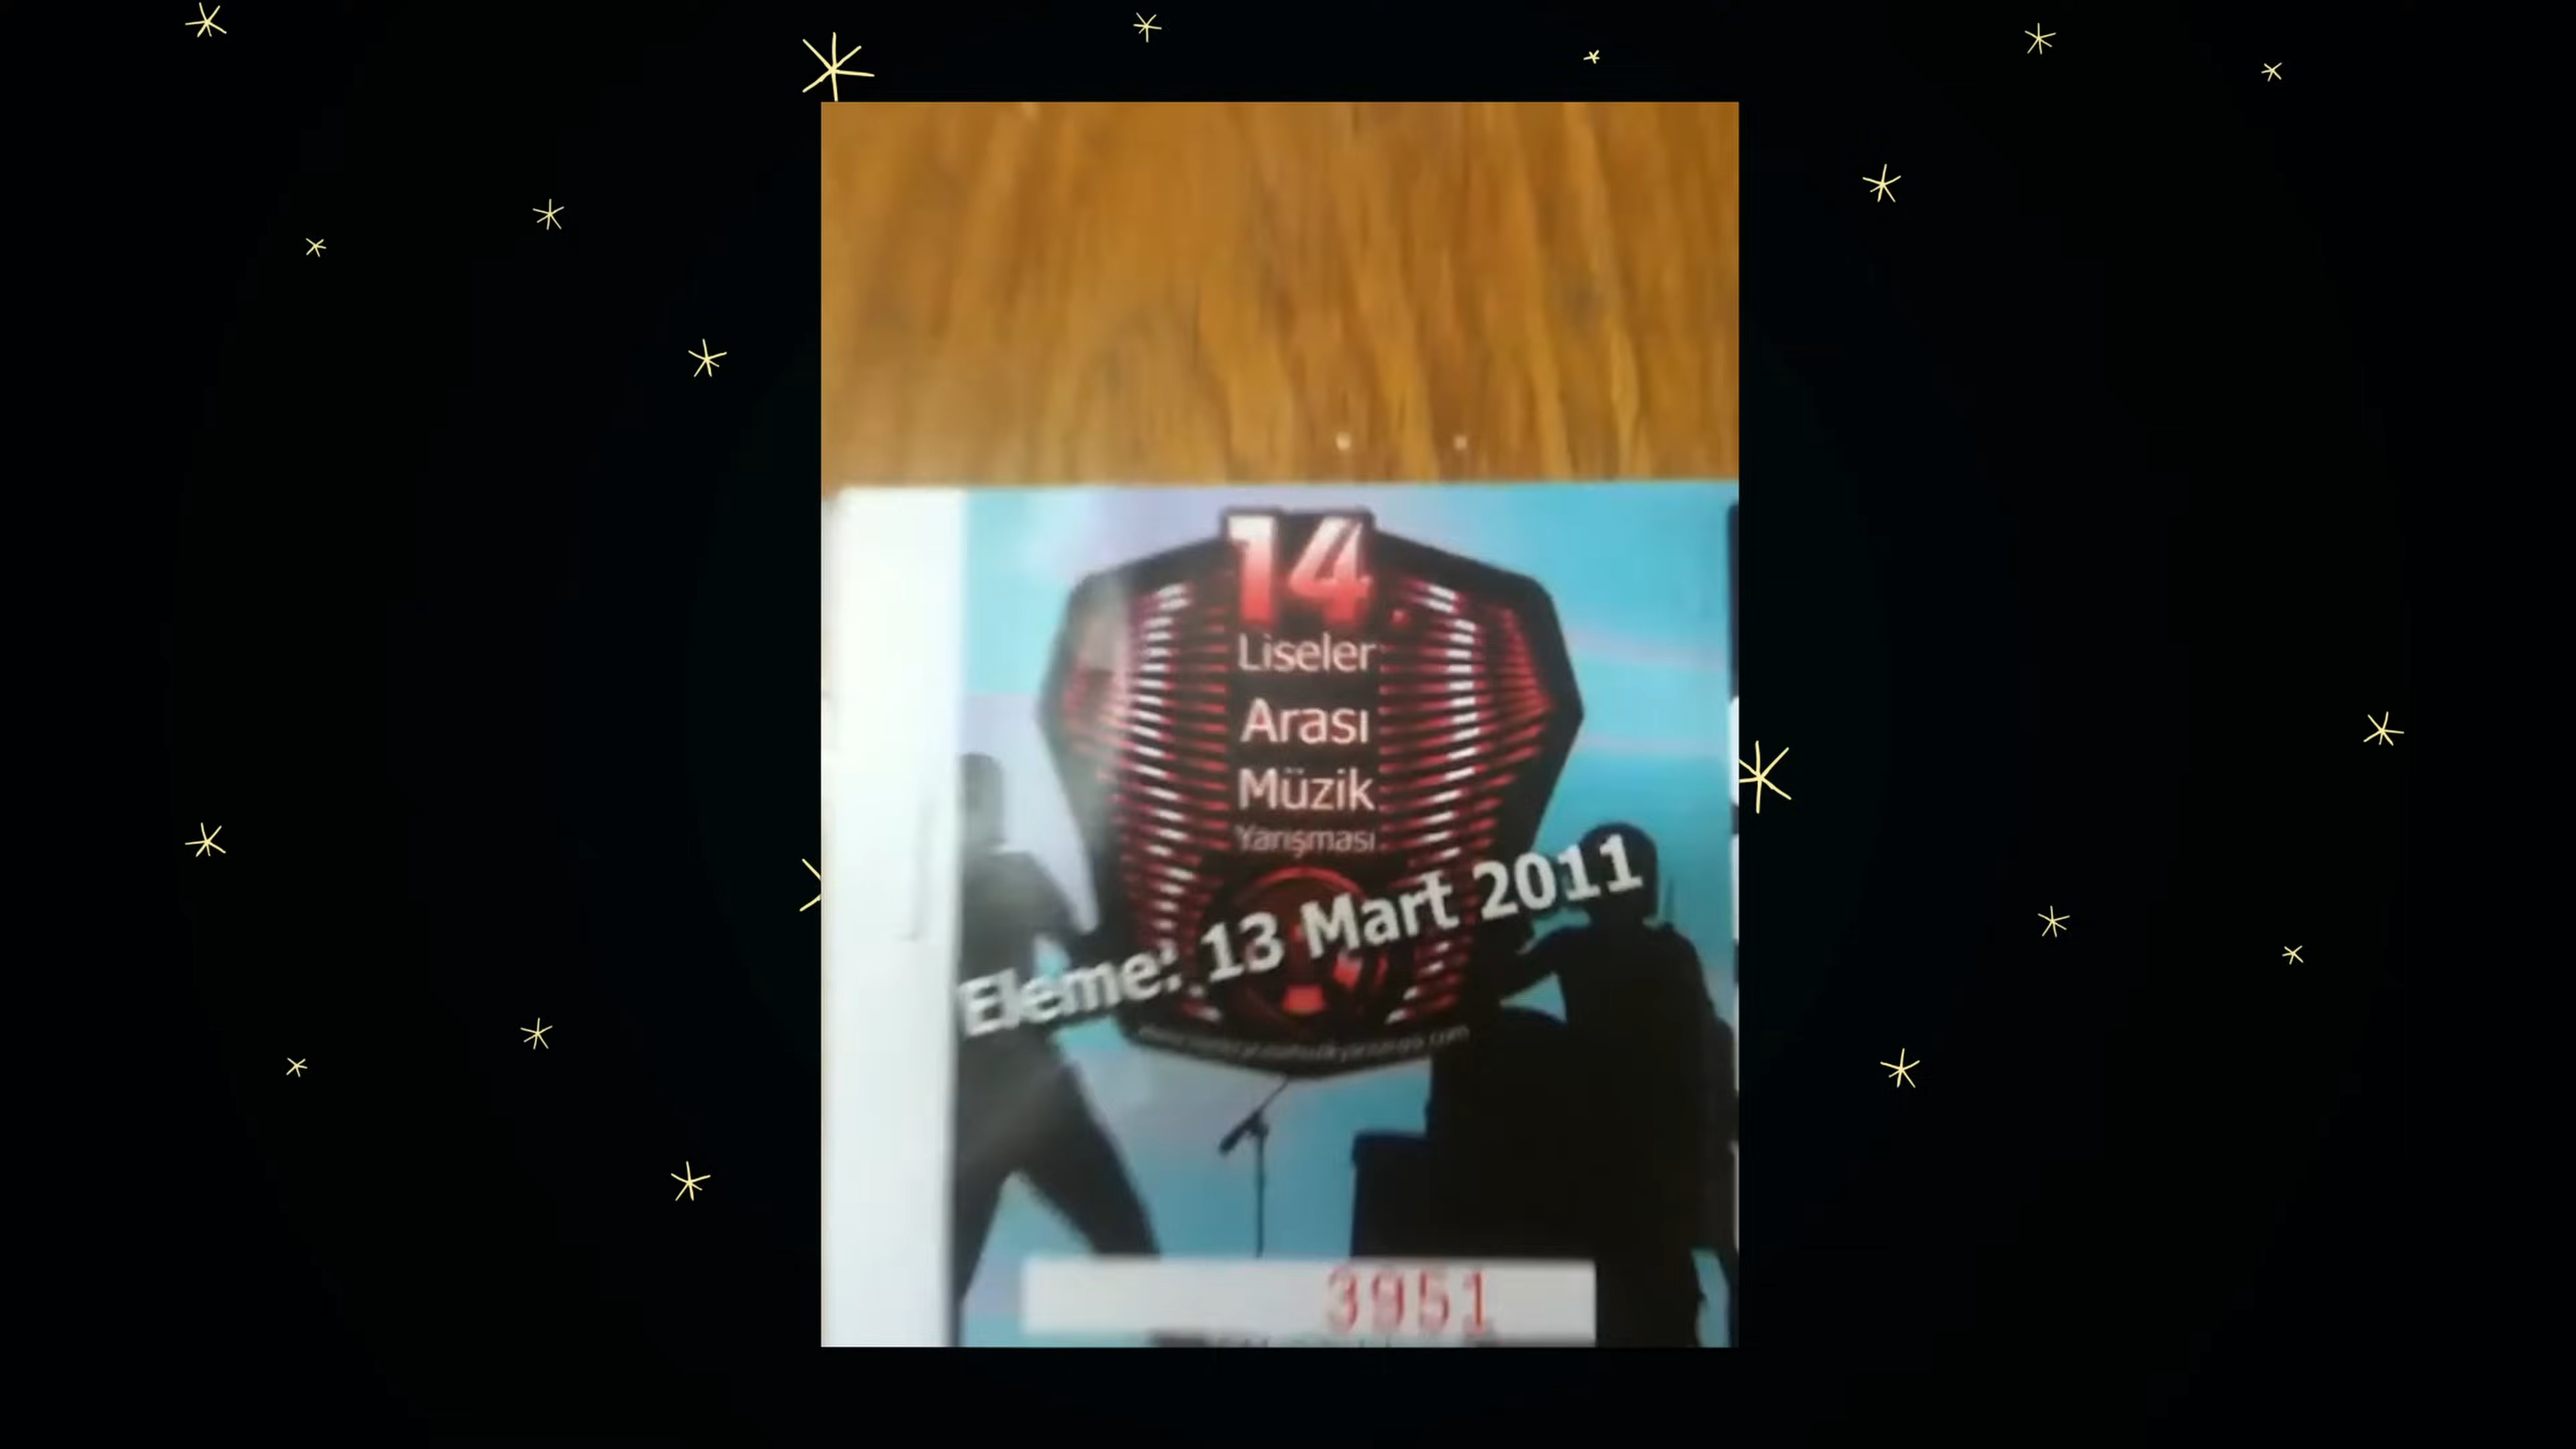 14.
Liseler
Arası
Müzik
Yarışması
Eleme: 13 Mart 2011
3951